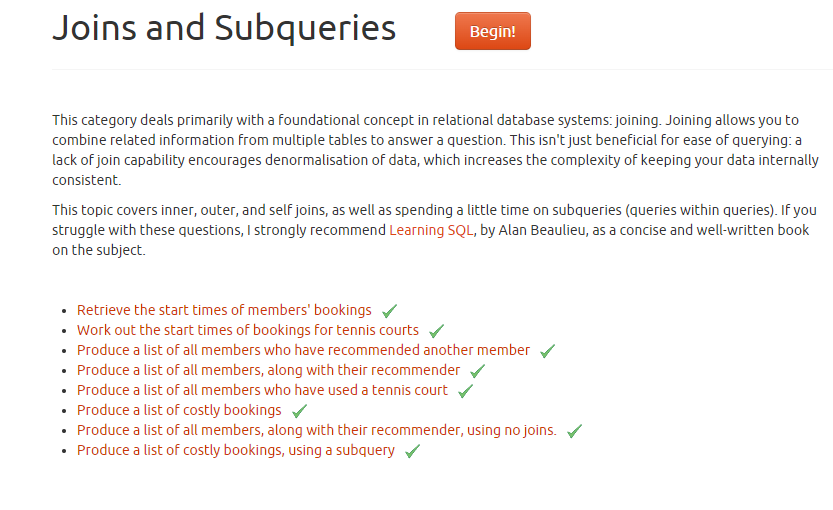 Joins and Subqueries
Begin!
This category deals primarily with a foundational concept in relational database systems: joining. Joining allows you to
combine related information from multiple tables to answer a question. This isn't just beneficial for ease of querying: a
lack of join capability encourages denormalisation of data, which increases the complexity of keeping your data internally
consistent.
This topic covers inner, outer, and self joins, as well as spending a little time on subqueries (queries within queries). If you
struggle with these questions, I strongly recommend Learning SQL, by Alan Beaulieu, as a concise and well-written book
on the subject.
Retrieve the start times of members' bookings
Work out the start times of bookings for tennis courts
Produce a list of all members who have recommended another member
Produce a list of all members, along with their recommender
Produce a list of all members who have used a tennis court
Produce a list of costly bookings
Produce a list of all members, along with their recommender, using no joins.
Produce a list of costly bookings, using a subquery